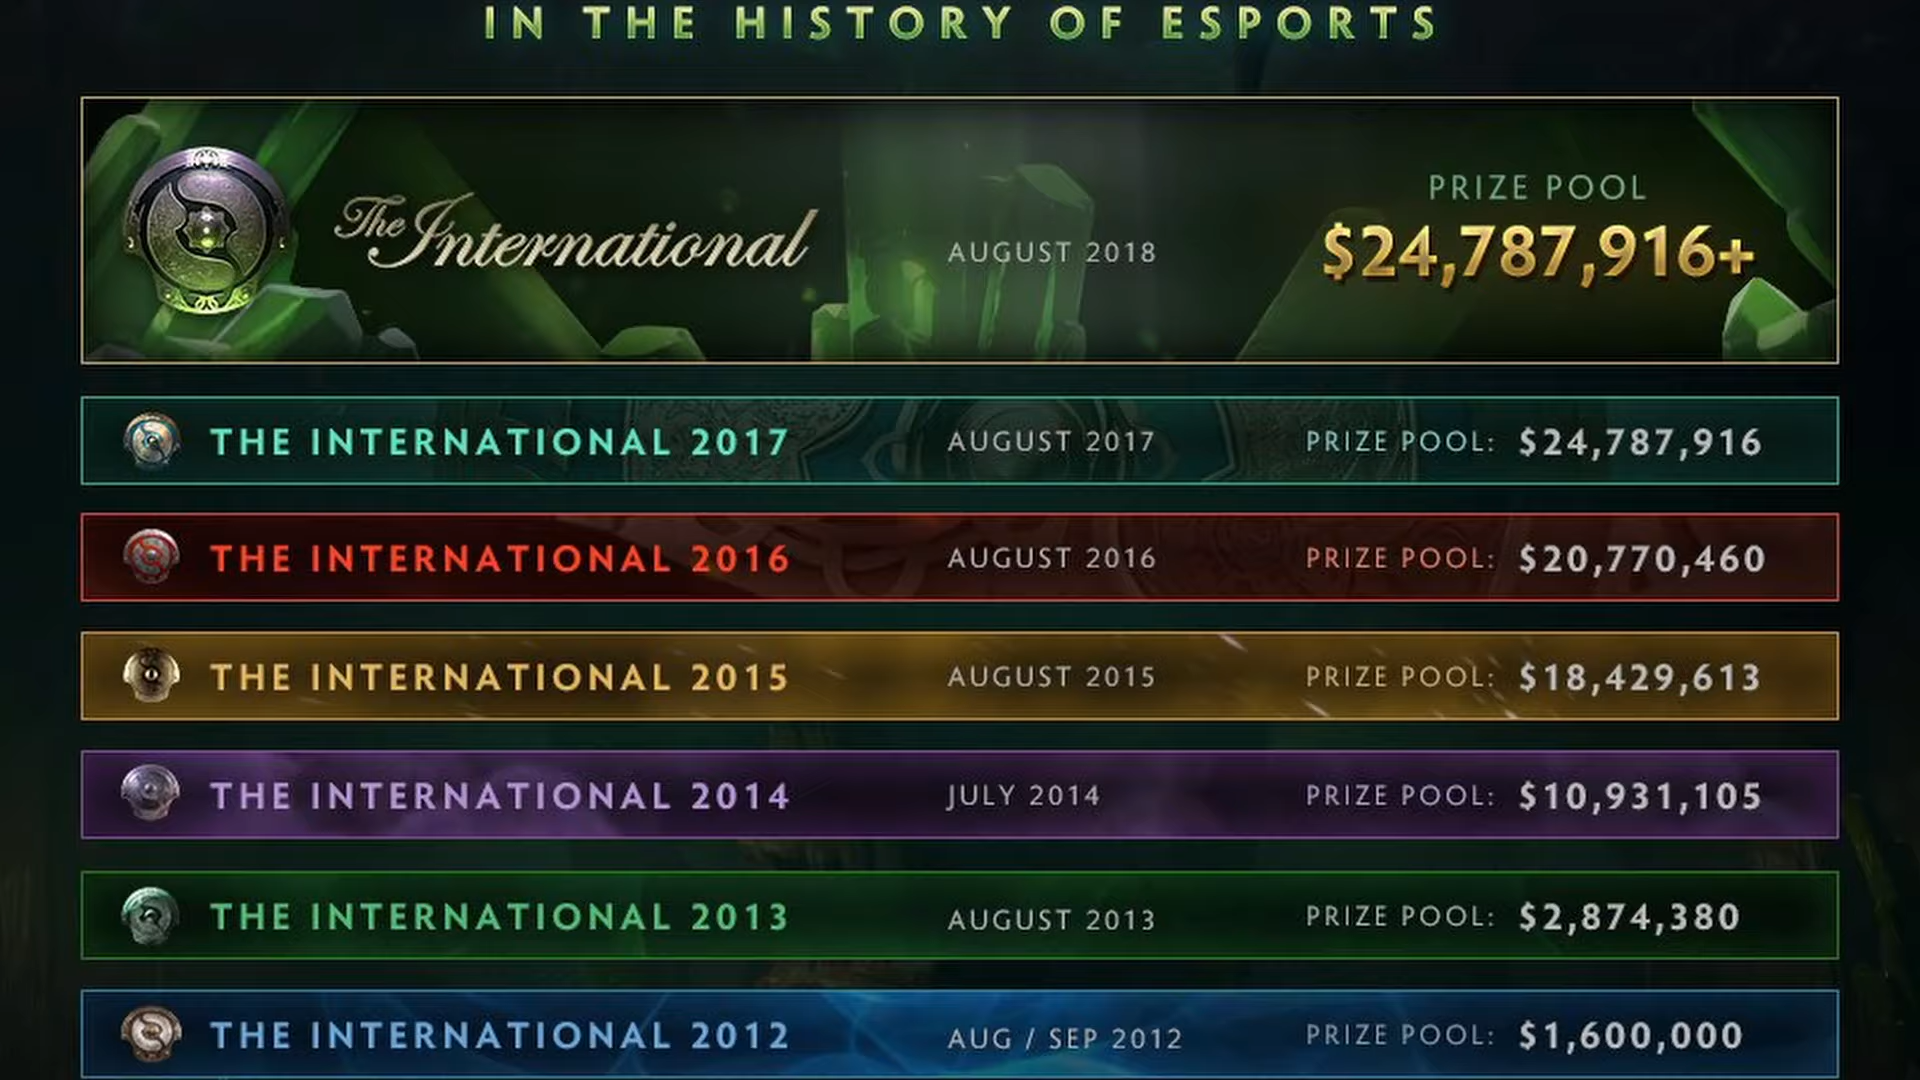 IN THE HISTORY OF ESPORTS
The International AUGUST 2018 PRIZE POOL $24,787,916+
THE INTERNATIONAL 2017 AUGUST 2017 PRIZE POOL: $24,787,916
THE INTERNATIONAL 2016 AUGUST 2016 PRIZE POOL: $20,770,460
THE INTERNATIONAL 2015 AUGUST 2015 PRIZE POOL: $18,429,613
THE INTERNATIONAL 2014 JULY 2014 PRIZE POOL: $10,931,105
THE INTERNATIONAL 2013 AUGUST 2013 PRIZE POOL: $2,874,380
THE INTERNATIONAL 2012 AUG / SEP 2012 PRIZE POOL: $1,600,000